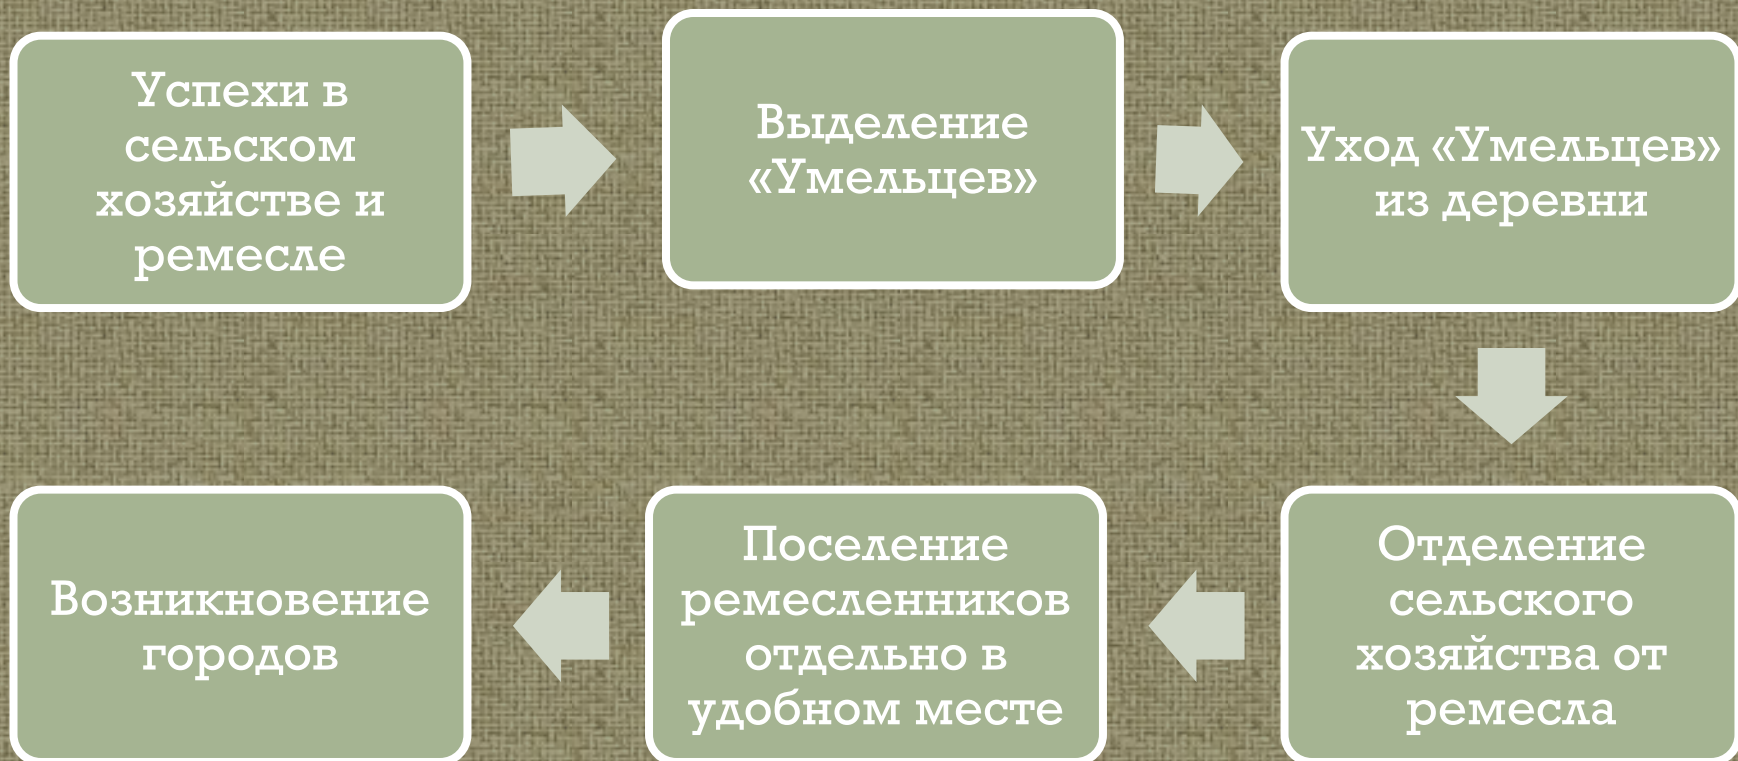 Успехи в
сельском
хозяйстве и
ремесле
Выделение
«Умельцев»
Уход «Умельцев»
из деревни
Отделение
сельского
хозяйства от
ремесла
Поселение
ремесленников
отдельно в
удобном месте
Возникновение
городов